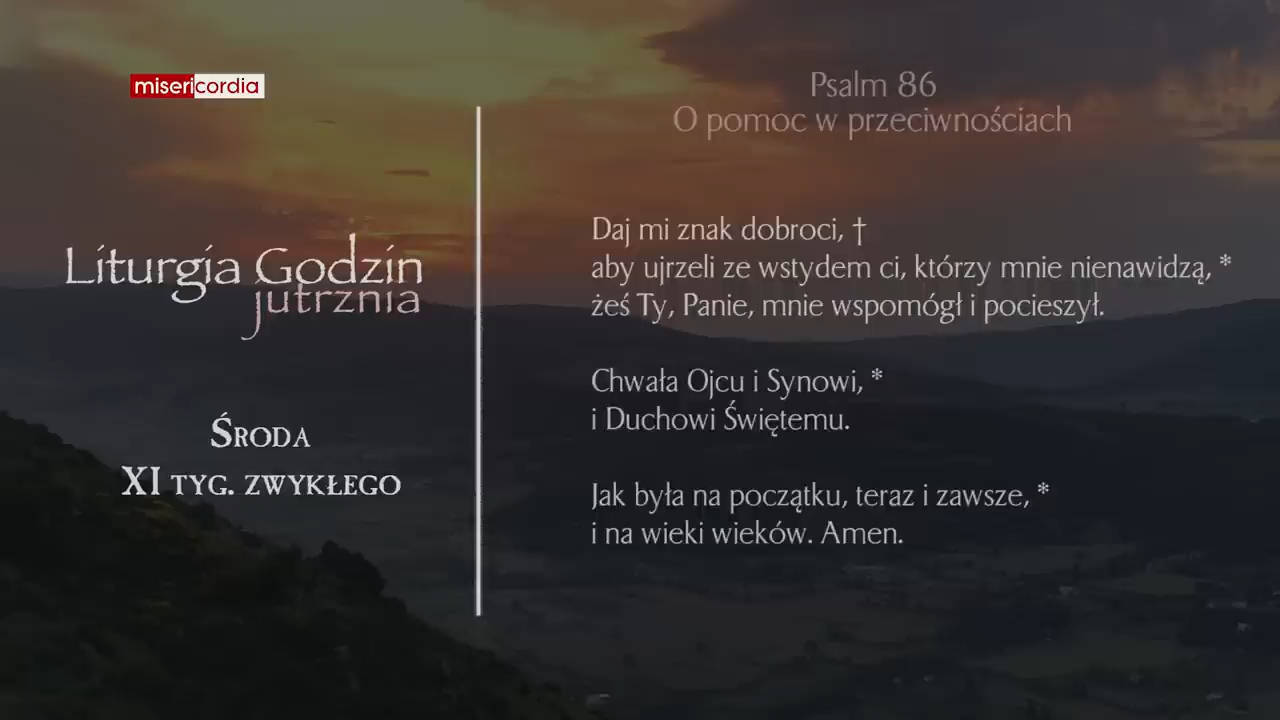 misericordia
Liturgia Godzin
jutrznia
Środa
XI tyg. zwykłego
Psalm 86
O pomoc w przeciwnościach
Daj mi znak dobroci, †
aby ujrzeli ze wstydem ci, którzy mnie nienawidzą, *
żeś Ty, Panie, mnie wspomógł i pocieszył.
Chwała Ojcu i Synowi, *
i Duchowi Świętemu.
Jak była na początku, teraz i zawsze, *
i na wieki wieków. Amen.